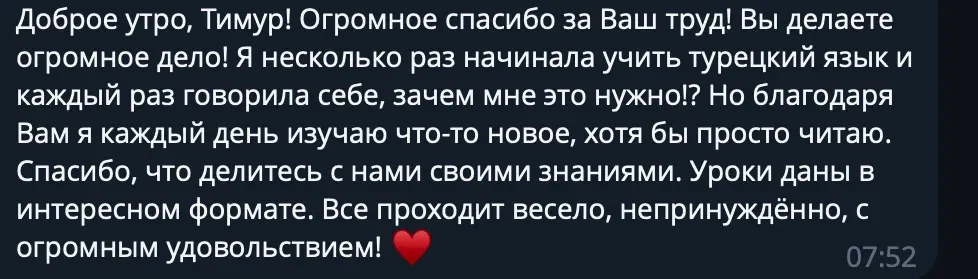 Доброе утро, Тимур! Огромное спасибо за Ваш труд! Вы делаете
огромное дело! Я несколько раз начинала учить турецкий язык и
каждый раз говорила себе, зачем мне это нужно!? Но благодаря
Вам я каждый день изучаю что-то новое, хотя бы просто читаю.
Спасибо, что делитесь с нами своими знаниями. Уроки даны в
интересном формате. Все проходит весело, непринуждённо, с
огромным удовольствием! ♥️
07:52